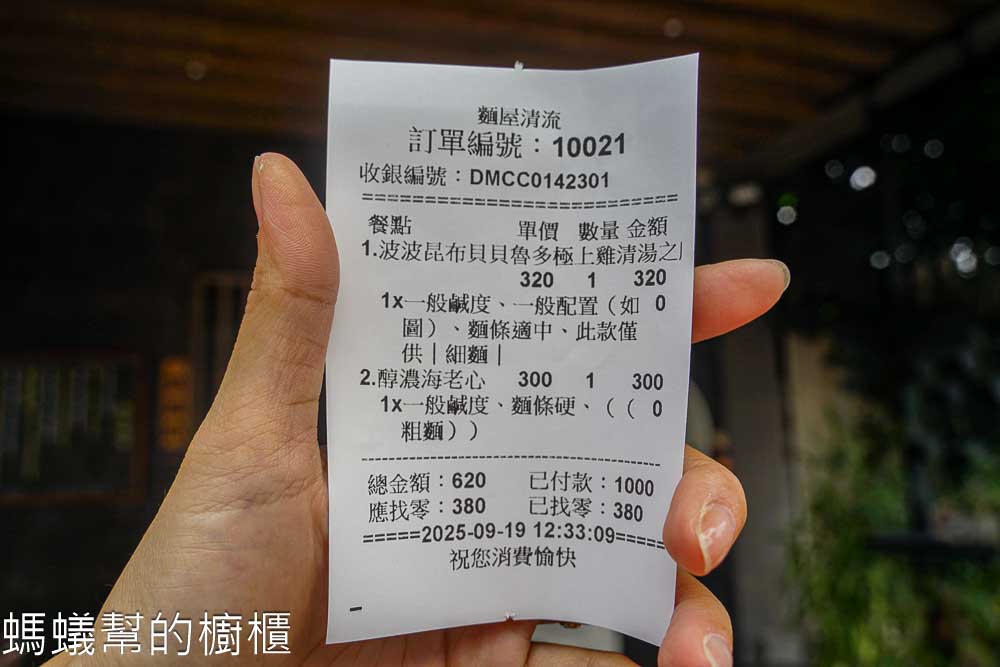 麵屋清流
訂單編號：10021
收銀編號：DMCC0142301
================================
餐點 單價 數量 金額
1.波波昆布貝貝魯多極上雞清湯之
320 1 320
1x一般鹹度、一般配置（如 0
圖）、麵條適中、此款僅
供｜細麵｜
2.醇濃海老心 300 1 300
1x一般鹹度、麵條硬、（（ 0
粗麵））
--------------------------------
總金額：620 已付款：1000
應找零：380 已找零：380
=====2025-09-19 12:33:09=====
祝您消費愉快
螞蟻幫的櫥櫃